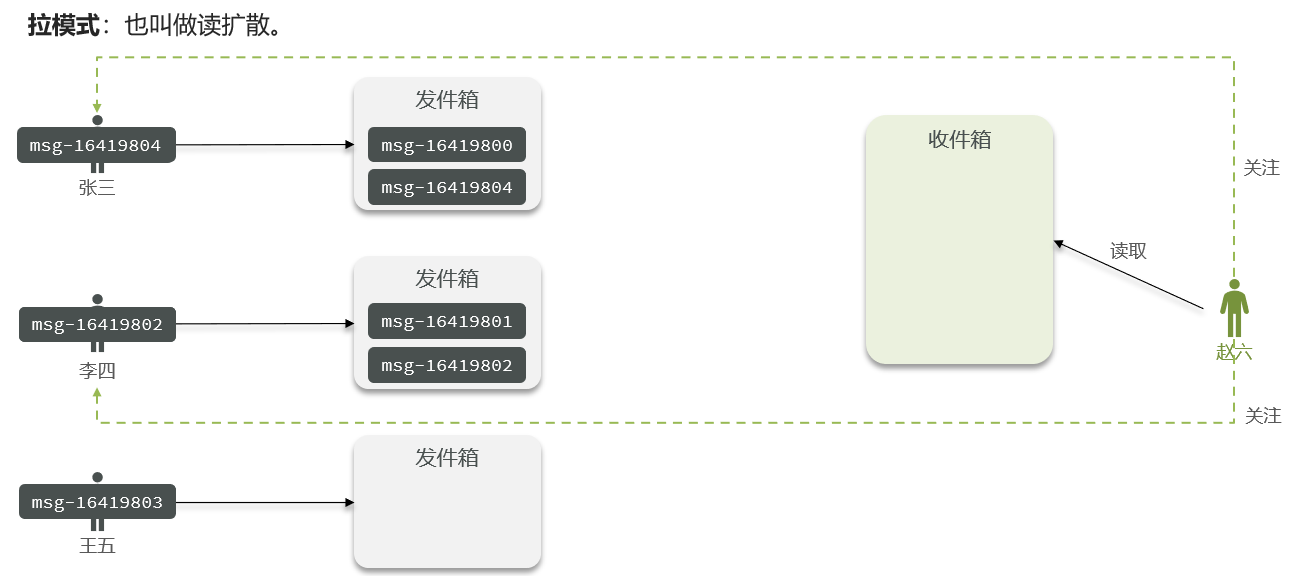 拉模式：也叫做读扩散。
发件箱
msg-16419804
msg-16419800
msg-16419804
张三
收件箱
关注
读取
发件箱
msg-16419802
msg-16419801
msg-16419802
李四
赵六
关注
发件箱
msg-16419803
王五